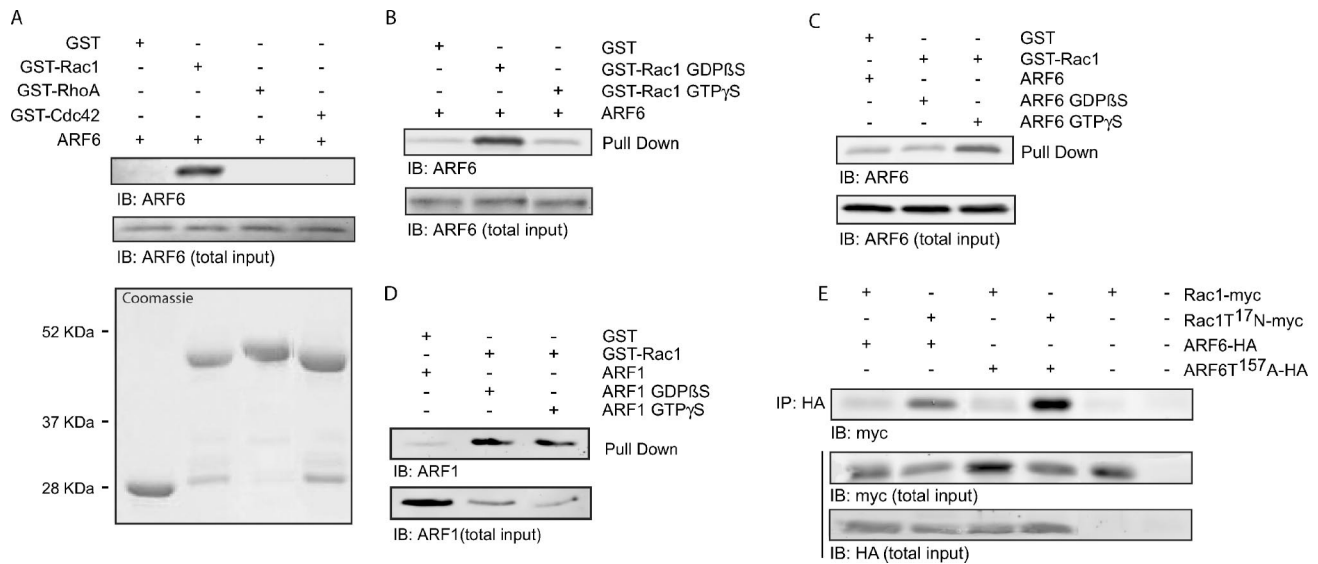 A
GST + - - -
GST-Rac1 - + - -
GST-RhoA - - + -
GST-Cdc42 - - - +
ARF6 + + + +
IB: ARF6
IB: ARF6 (total input)
Coomassie
52 KDa –
37 KDa –
28 KDa –
B
+ - - GST
- + - GST-Rac1 GDPßS
- - + GST-Rac1 GTPγS
+ + + ARF6
Pull Down
IB: ARF6
IB: ARF6 (total input)
C
+ - - GST
- + + GST-Rac1
+ - - ARF6
- + - ARF6 GDPßS
- - + ARF6 GTPγS
Pull Down
IB: ARF6
IB: ARF6 (total input)
D
+ - - GST
- + + GST-Rac1
+ - - ARF1
- + - ARF1 GDPßS
- - + ARF1 GTPγS
Pull Down
IB: ARF1
IB: ARF1(total input)
E
+ - + - + - Rac1-myc
- + - + - - Rac1T17N-myc
+ + - - - - ARF6-HA
- - + + - - ARF6T157A-HA
IP: HA
IB: myc
IB: myc (total input)
IB: HA (total input)